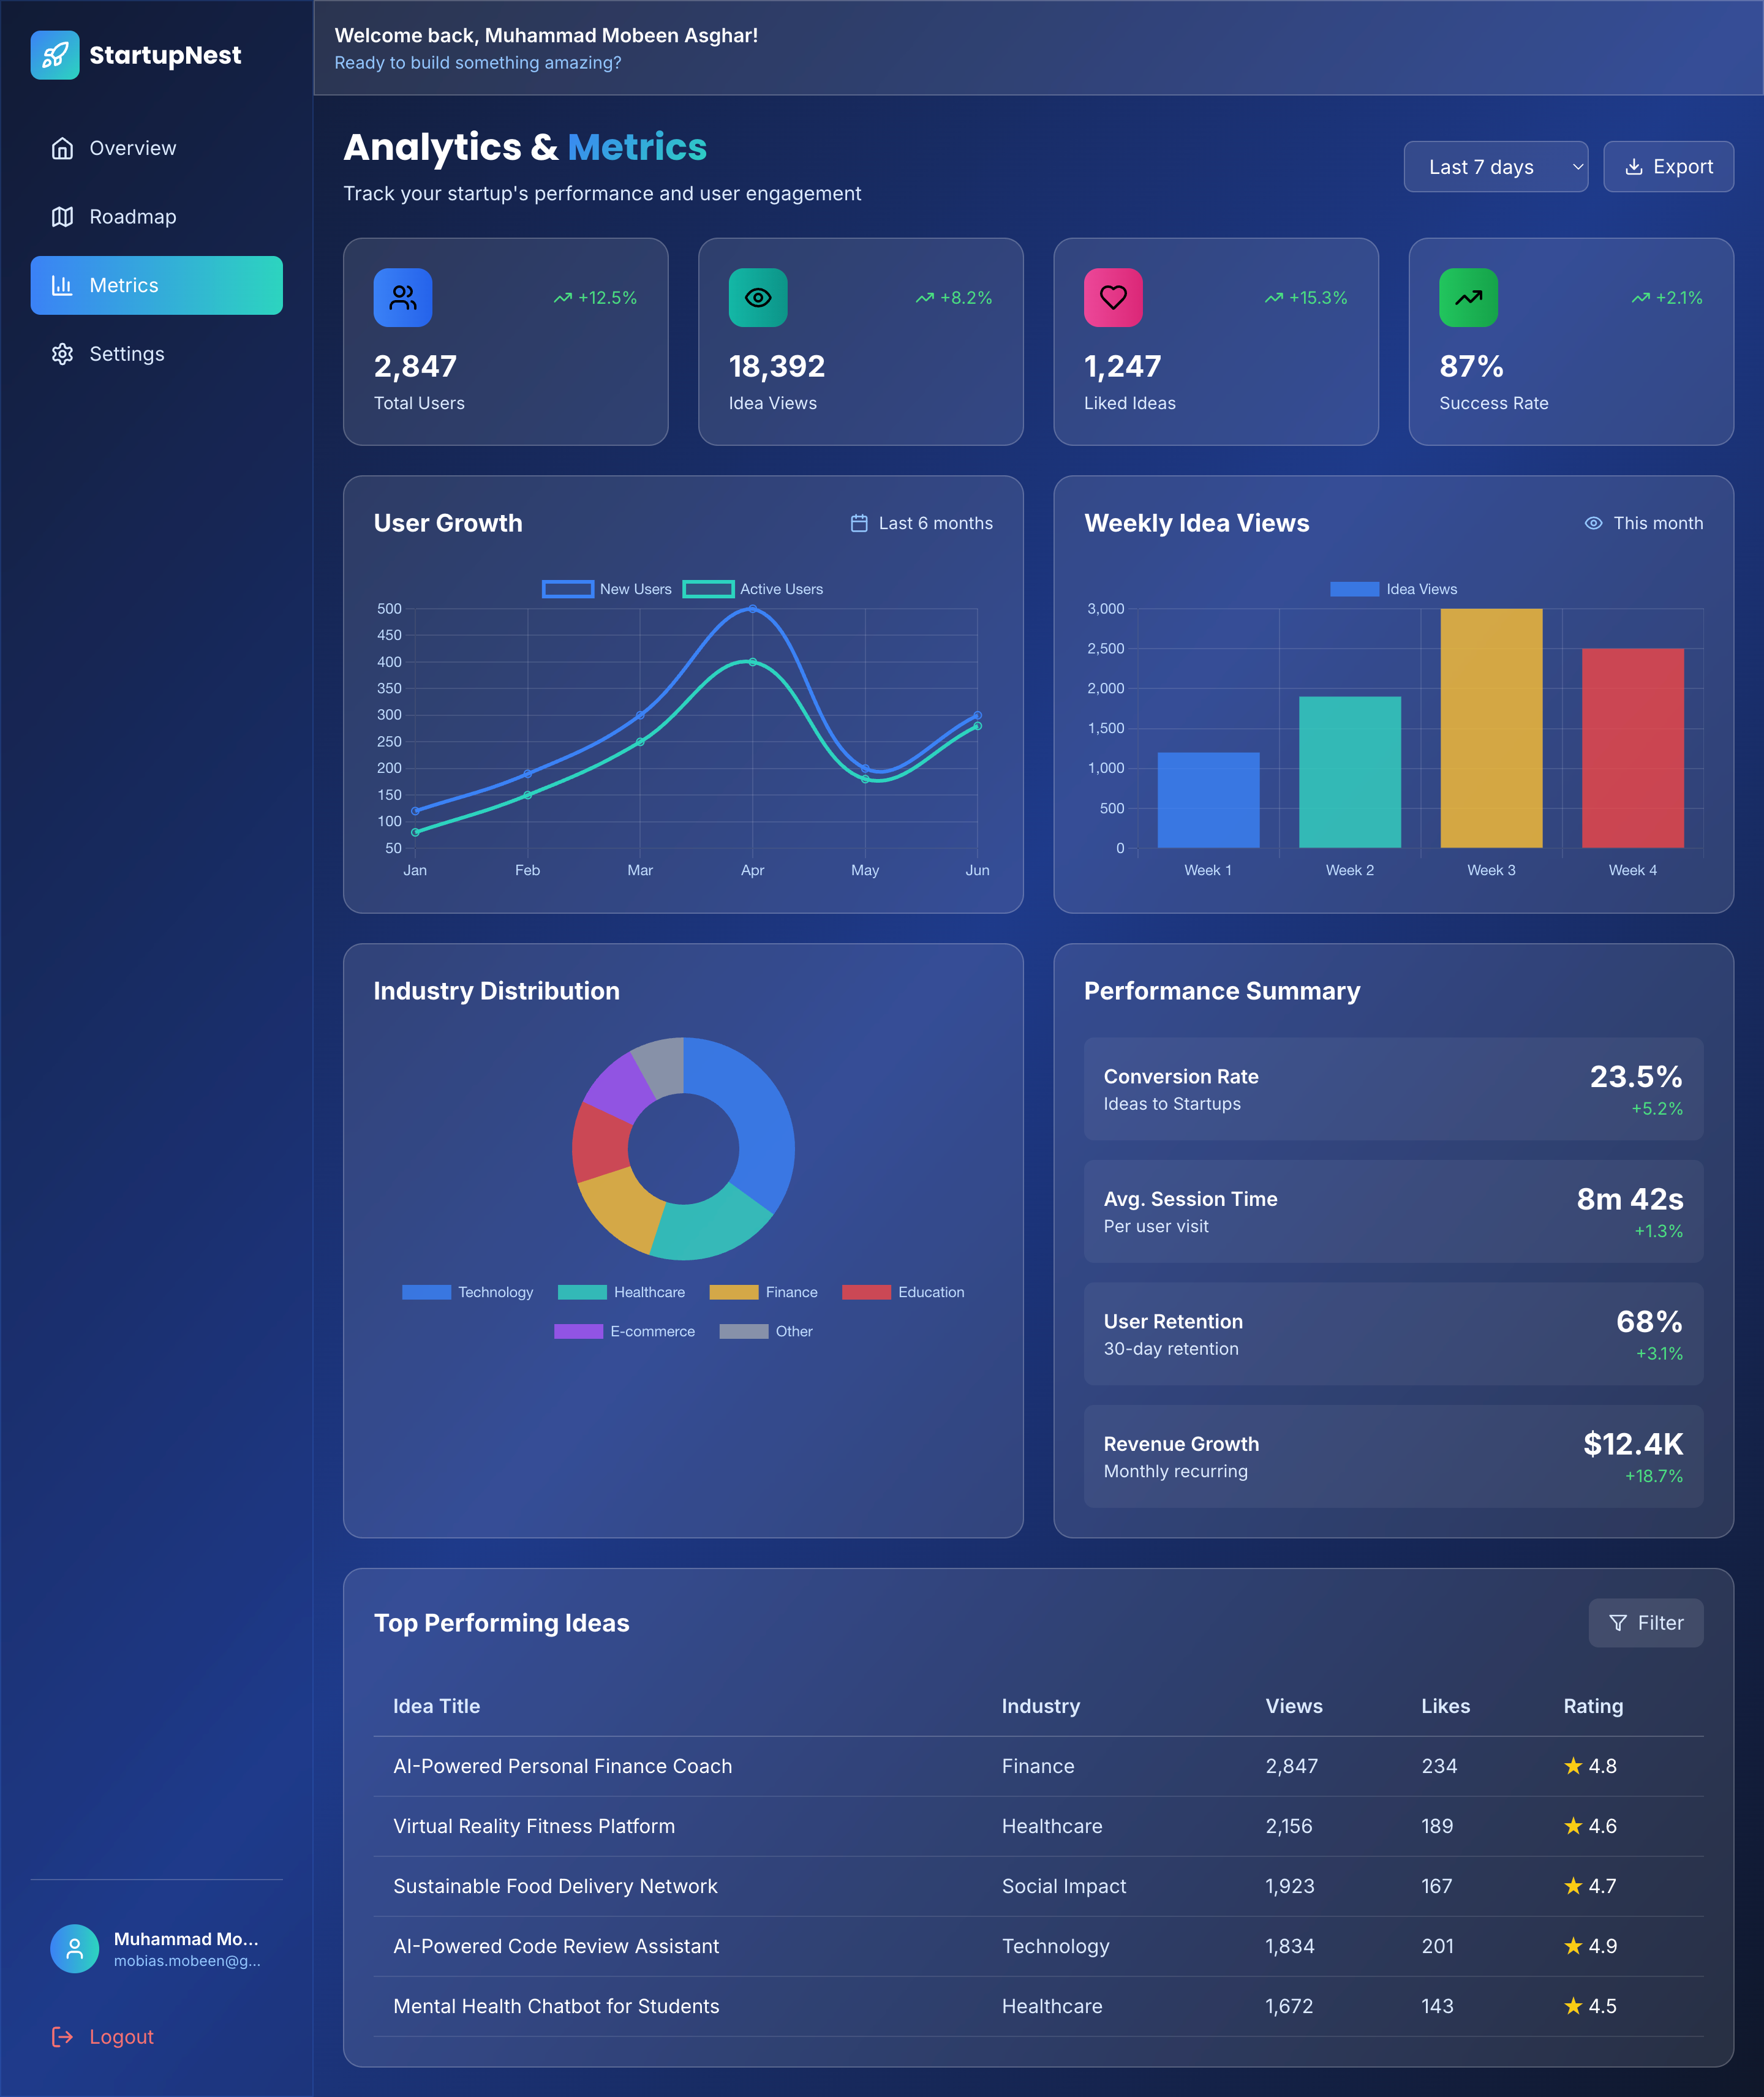 StartupNest
Overview
Roadmap
Metrics
Settings
Muhammad Mo...
mobias.mobeen@g...
Logout
Welcome back, Muhammad Mobeen Asghar!
Ready to build something amazing?
Analytics & Metrics
Track your startup's performance and user engagement
Last 7 days
Export
+12.5%
2,847
Total Users
+8.2%
18,392
Idea Views
+15.3%
1,247
Liked Ideas
+2.1%
87%
Success Rate
User Growth
Last 6 months
New Users Active Users
500
450
400
350
300
250
200
150
100
50
Jan Feb Mar Apr May Jun
Weekly Idea Views
This month
Idea Views
3,000
2,500
2,000
1,500
1,000
500
0
Week 1 Week 2 Week 3 Week 4
Industry Distribution
Technology Healthcare Finance Education
E-commerce Other
Performance Summary
Conversion Rate
Ideas to Startups
23.5%
+5.2%
Avg. Session Time
Per user visit
8m 42s
+1.3%
User Retention
30-day retention
68%
+3.1%
Revenue Growth
Monthly recurring
$12.4K
+18.7%
Top Performing Ideas
Filter
Idea Title Industry Views Likes Rating
AI-Powered Personal Finance Coach Finance 2,847 234 ★ 4.8
Virtual Reality Fitness Platform Healthcare 2,156 189 ★ 4.6
Sustainable Food Delivery Network Social Impact 1,923 167 ★ 4.7
AI-Powered Code Review Assistant Technology 1,834 201 ★ 4.9
Mental Health Chatbot for Students Healthcare 1,672 143 ★ 4.5